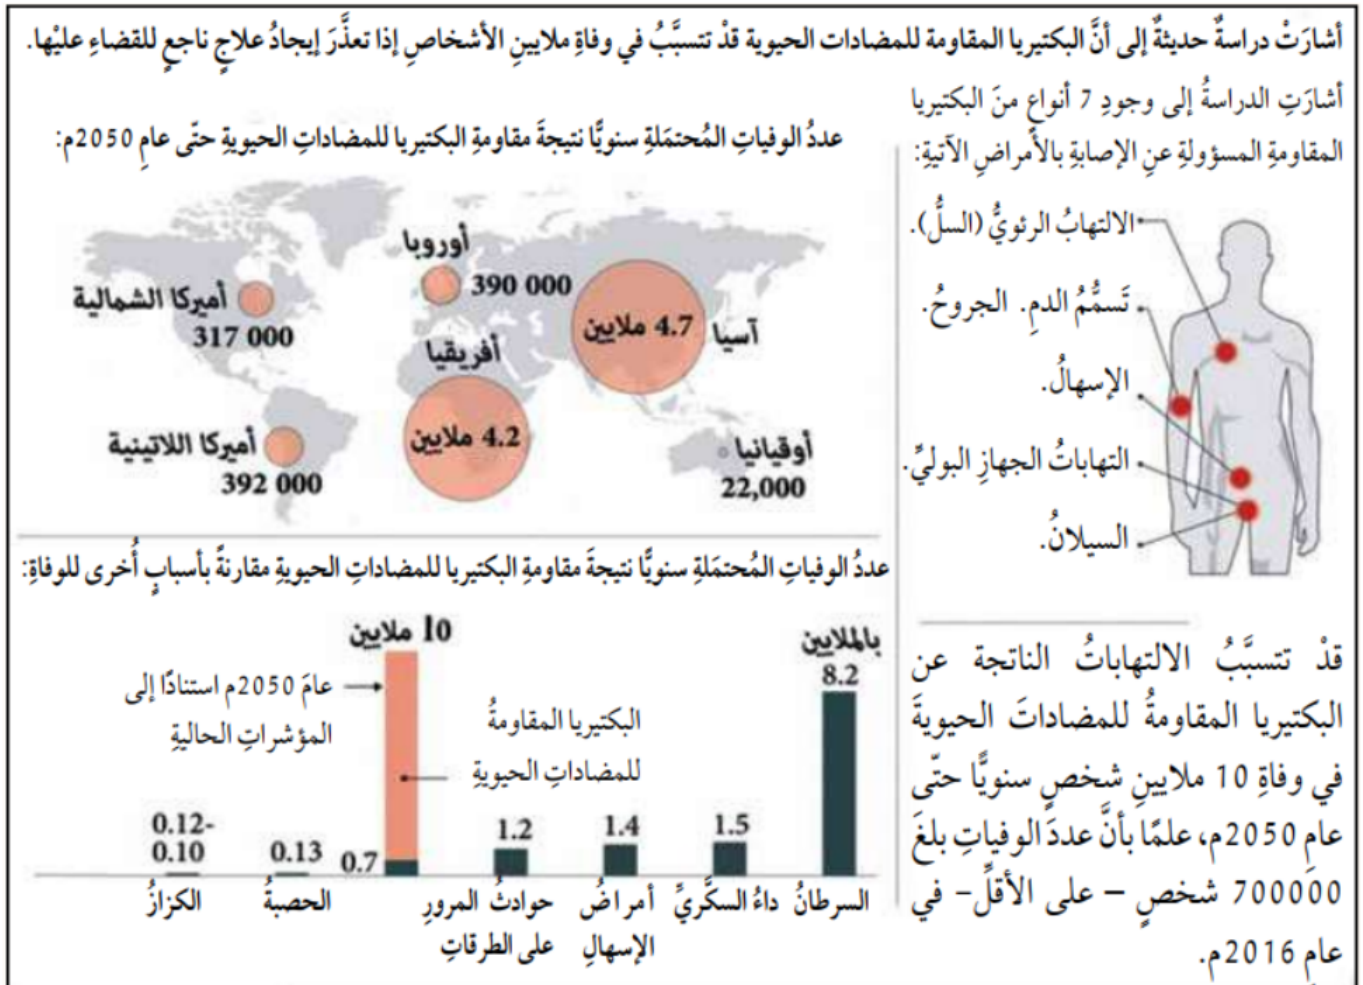 أشارَتْ دراسةٌ حديثةٌ إلى أنَّ البكتيريا المقاومة للمضادات الحيوية قدْ تتسبَّبُ في وفاةِ ملايينِ الأشخاصِ إذا تعذَّرَ إيجادُ علاجٍ ناجعٍ للقضاءِ عليْها.
أشارَتِ الدراسةُ إلى وجودِ 7 أنواعٍ منَ البكتيريا
المقاومةِ المسؤولةِ عنِ الإصابةِ بالأمراضِ الآتيةِ:
الالتهابُ الرئويُّ (السلُّ).
تَسمُّمُ الدمِ. الجروحُ.
الإسهالُ.
التهاباتُ الجهازِ البوليِّ.
السيلانُ.
قدْ تتسبَّبُ الالتهاباتُ الناتجة عن
البكتيريا المقاومةُ للمضاداتَ الحيويةَ
في وفاةِ 10 ملايينِ شخصٍ سنويًّا حتّى
عامِ 2050م، علمًا بأنَّ عددَ الوفياتِ بلغَ
700000 شخصٍ – على الأقلِّ- في
عامِ 2016م.
عددُ الوفياتِ المُحتمَلةِ سنويًّا نتيجةَ مقاومةِ البكتيريا للمضاداتِ الحيويةِ حتّى عامِ 2050م:
أوروبا
390 000
أميركا الشمالية
317 000
آسيا
4.7 ملايين
أفريقيا
4.2 ملايين
أميركا اللاتينية
392 000
أوقيانيا
22,000
عددُ الوفياتِ المُحتمَلةِ سنويًّا نتيجةَ مقاومةِ البكتيريا للمضاداتِ الحيويةِ مقارنةً بأسبابٍ أُخرى للوفاةِ:
بالملايين
10 ملايين
عامَ 2050م استنادًا إلى
المؤشراتِ الحاليةِ
البكتيريا المقاومةُ
للمضاداتِ الحيويةِ
8.2
1.5
1.4
1.2
0.7
0.13
0.12-
0.10
السرطانُ
داءُ السكَّريِّ
أمراضُ
الإسهالِ
حوادثُ المرورِ
على الطرقاتِ
الحصبةُ
الكزازُ